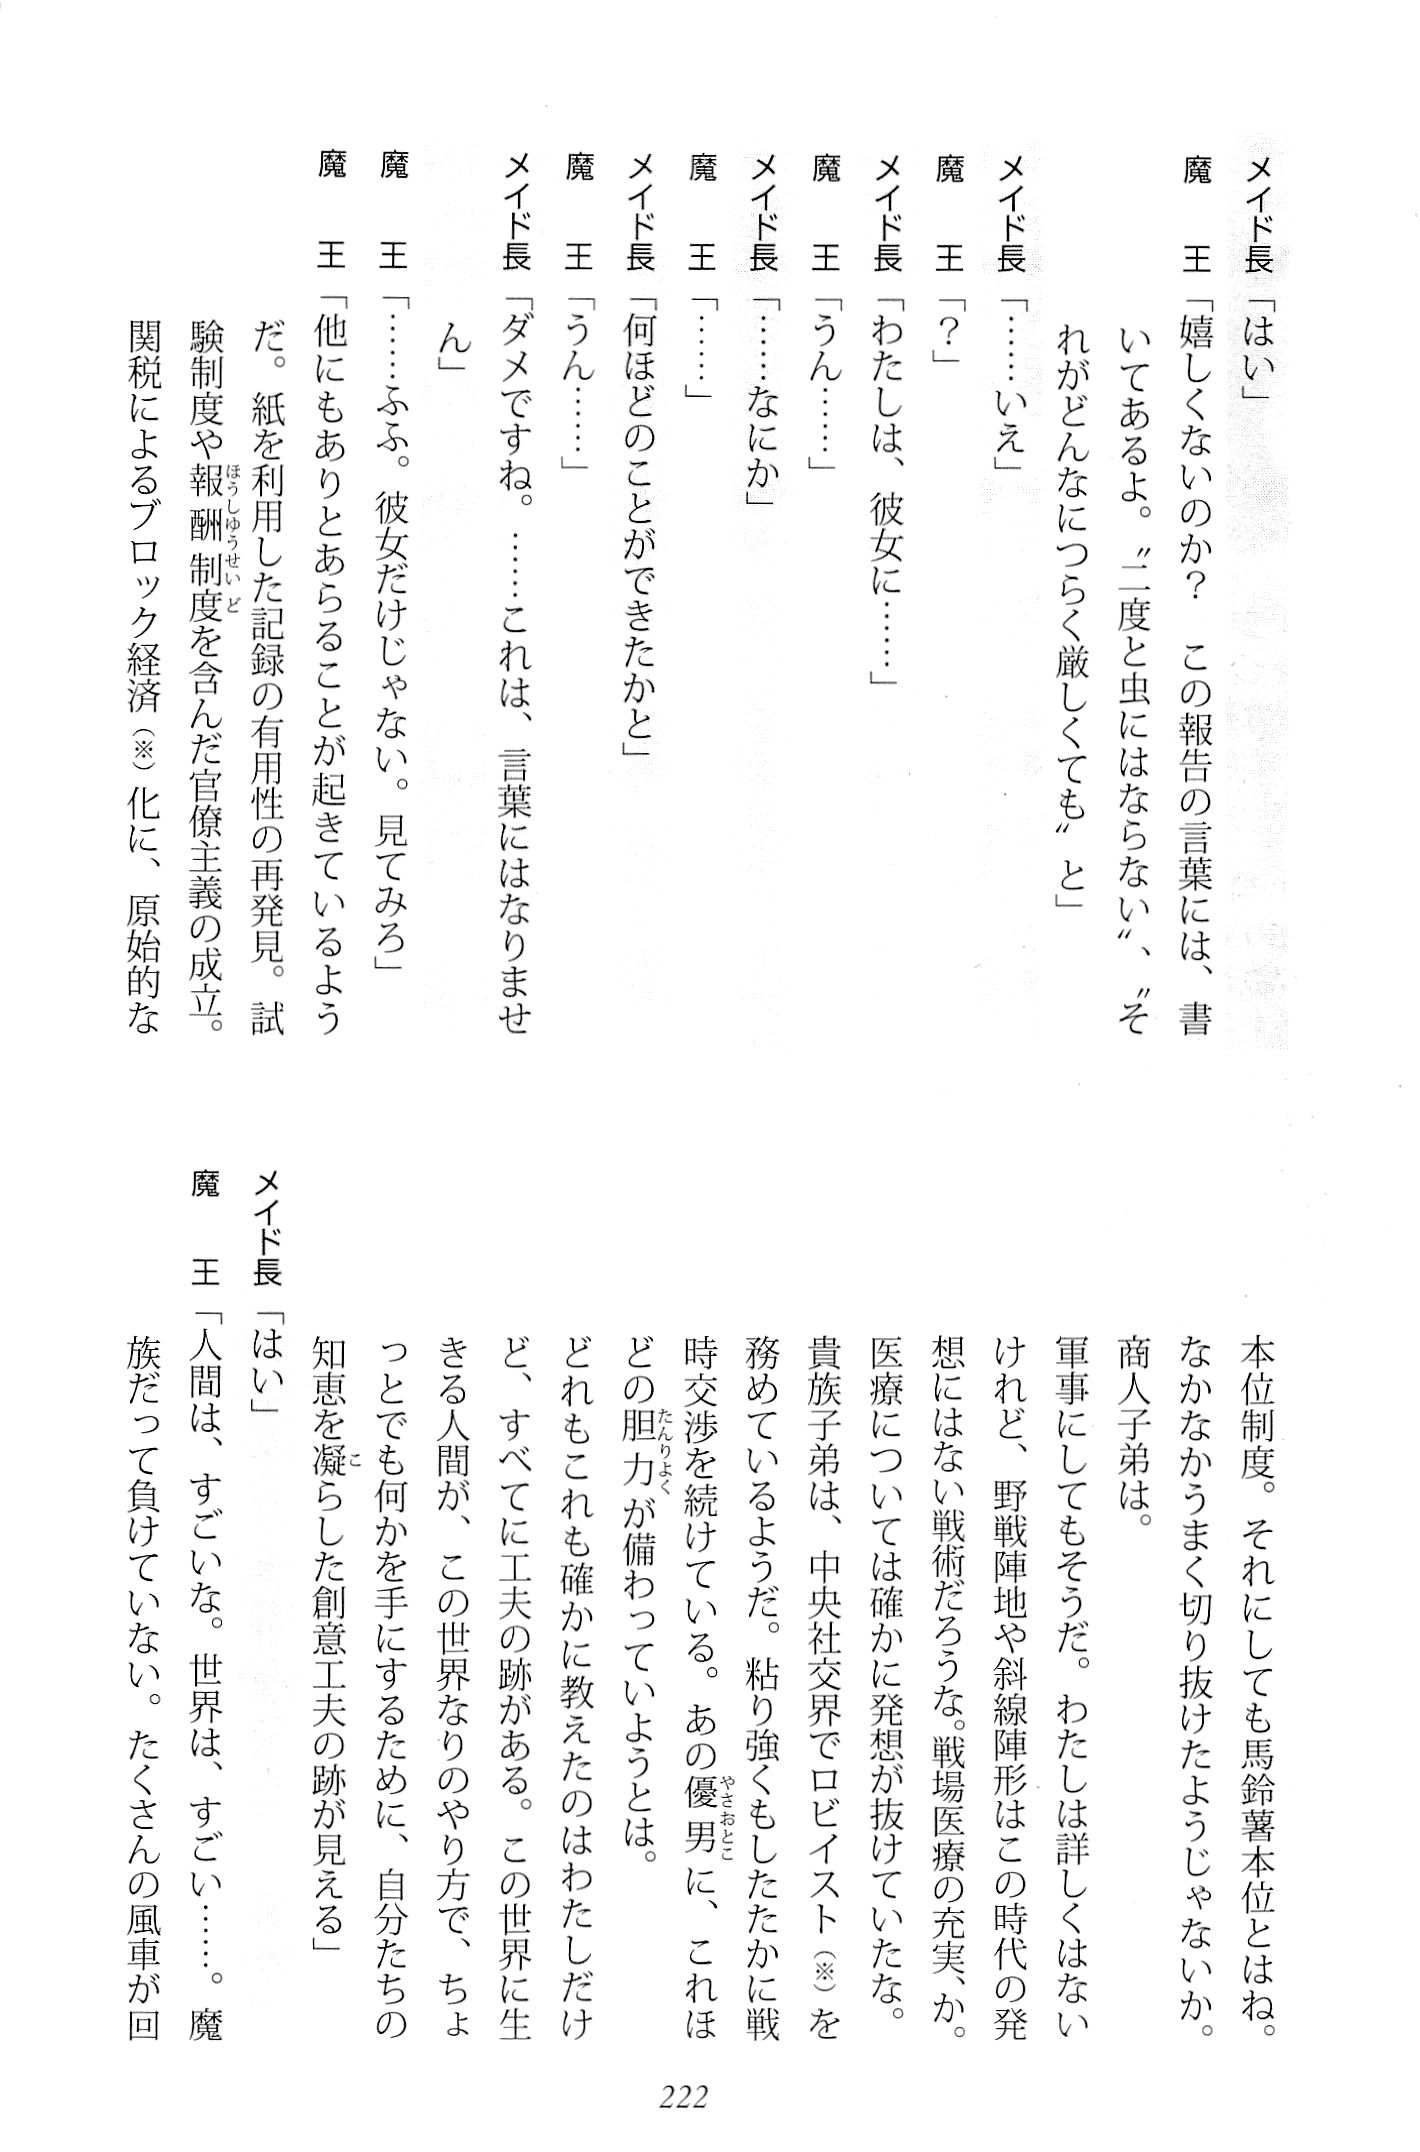 メイド長「はい」
魔　王「嬉しくないのか？　この報告の言葉には、書
いてあるよ。〝二度と虫にはならない〟、〝そ
れがどんなにつらく厳しくても〟と」
メイド長「……いえ」
魔　王「？」
メイド長「わたしは、彼女に……」
魔　王「うん……」
メイド長「……なにか」
魔　王「……」
メイド長「何ほどのことができたかと」
魔　王「うん……」
メイド長「ダメですね。……これは、言葉にはなりませ
ん」
魔　王「……ふふ。彼女だけじゃない。見てみろ」
魔　王「他にもありとあらることが起きているよう
だ。紙を利用した記録の有用性の再発見。試
験制度や報酬制度を含んだ官僚主義の成立。
関税によるブロック経済（※）化に、原始的な
本位制度。それにしても馬鈴薯本位とはね。
なかなかうまく切り抜けたようじゃないか。
商人子弟は。
軍事にしてもそうだ。わたしは詳しくはない
けれど、野戦陣地や斜線陣形はこの時代の発
想にはない戦術だろうな。戦場医療の充実、か。
医療については確かに発想が抜けていたな。
貴族子弟は、中央社交界でロビイスト（※）を
務めているようだ。粘り強くもしたたかに戦
時交渉を続けている。あの優男に、これほ
どの胆力が備わっていようとは。
どれもこれも確かに教えたのはわたしだけ
ど、すべてに工夫の跡がある。この世界に生
きる人間が、この世界なりのやり方で、ちょ
っとでも何かを手にするために、自分たちの
知恵を凝らした創意工夫の跡が見える」
メイド長「はい」
魔　王「人間は、すごいな。世界は、すごい……。魔
族だって負けていない。たくさんの風車が回
222